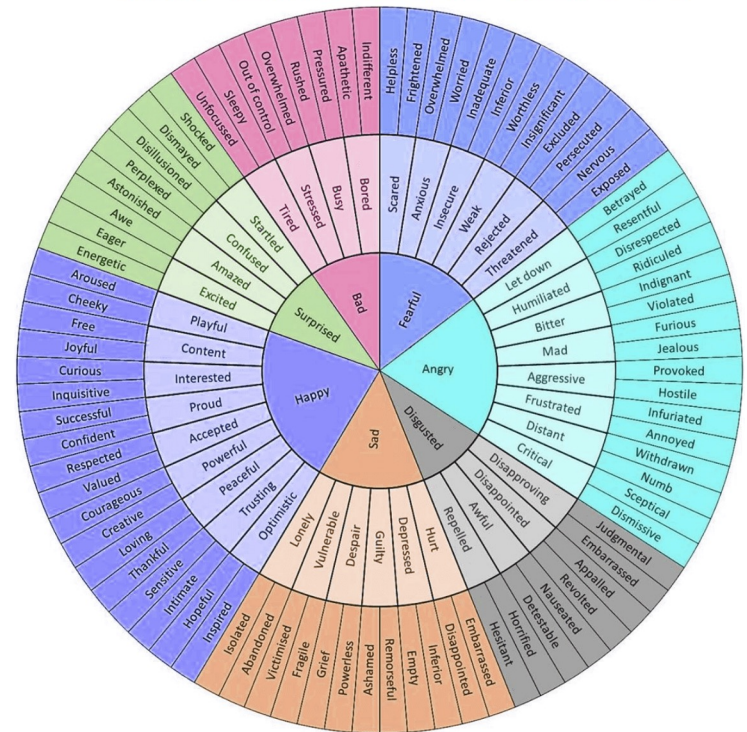 Fearful
Angry
Disgusted
Sad
Happy
Surprised
Bad
Scared
Anxious
Insecure
Weak
Rejected
Threatened
Let down
Humiliated
Bitter
Mad
Aggressive
Frustrated
Distant
Critical
Disapproving
Disappointed
Awful
Repelled
Hurt
Depressed
Guilty
Despair
Vulnerable
Lonely
Optimistic
Trusting
Peaceful
Powerful
Accepted
Proud
Interested
Content
Playful
Excited
Amazed
Confused
Startled
Tired
Stressed
Busy
Bored
Helpless
Frightened
Overwhelmed
Worried
Inadequate
Inferior
Worthless
Insignificant
Excluded
Persecuted
Nervous
Exposed
Betrayed
Resentful
Disrespected
Ridiculed
Indignant
Violated
Furious
Jealous
Provoked
Hostile
Infuriated
Annoyed
Withdrawn
Numb
Sceptical
Dismissive
Judgmental
Embarrassed
Appalled
Revolted
Nauseated
Detestable
Horrified
Hesitant
Embarrassed
Disappointed
Inferior
Empty
Remorseful
Ashamed
Powerless
Grief
Fragile
Victimised
Abandoned
Isolated
Inspired
Hopeful
Intimate
Sensitive
Thankful
Loving
Creative
Courageous
Valued
Respected
Confident
Successful
Inquisitive
Curious
Joyful
Free
Cheeky
Aroused
Energetic
Eager
Awe
Astonished
Perplexed
Disillusioned
Dismayed
Shocked
Unfocussed
Sleepy
Out of control
Overwhelmed
Rushed
Pressured
Apathetic
Indifferent